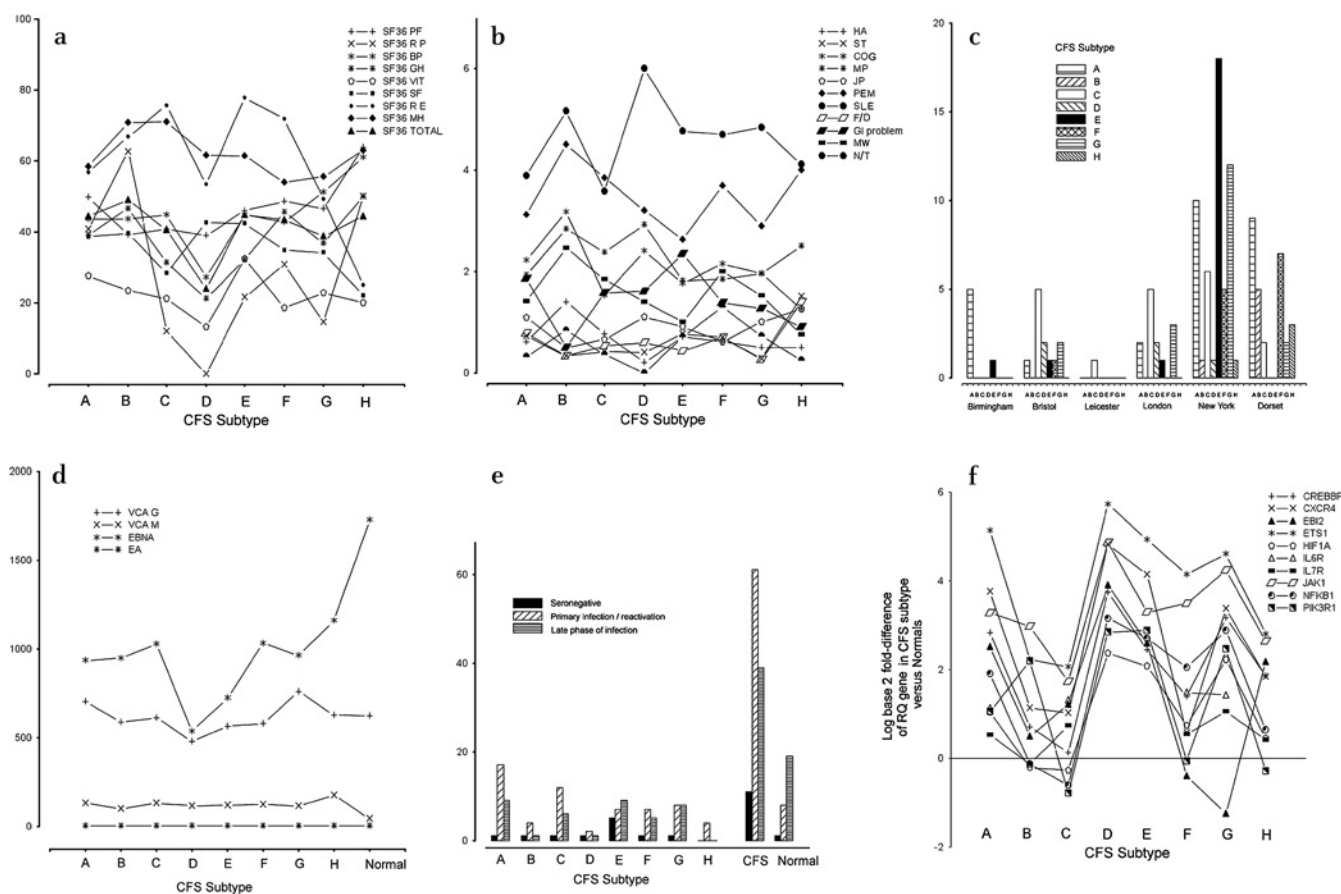 a
100
80
60
40
20
0
SF36 PF
SF36 R P
SF36 BP
SF36 GH
SF36 VIT
SF36 SF
SF36 R E
SF36 MH
SF36 TOTAL
A B C D E F G H
CFS Subtype
b
6
4
2
0
HA
ST
COG
MP
JP
PEM
SLE
F/D
GI problem
MW
N/T
A B C D E F G H
CFS Subtype
c
20
15
10
5
0
CFS Subtype
A
B
C
D
E
F
G
H
ABCDEFGH ABCDEFGH ABCDEFGH ABCDEFGH ABCDEFGH ABCDEFGH
Birmingham Bristol Leicester London New York Dorset
d
2000
1500
1000
500
0
VCA G
VCA M
EBNA
EA
A B C D E F G H Normal
CFS Subtype
e
60
40
20
0
Seronegative
Primary infection / reactivation
Late phase of infection
A B C D E F G H CFS Normal
CFS Subtype
f
Log base 2 fold-difference
of RQ gene in CFS subtype
versus Normals
6
4
2
0
-2
CREBBP
CXCR4
EBI2
ETS1
HIF1A
IL6R
IL7R
JAK1
NFKB1
PIK3R1
A B C D E F G H
CFS Subtype